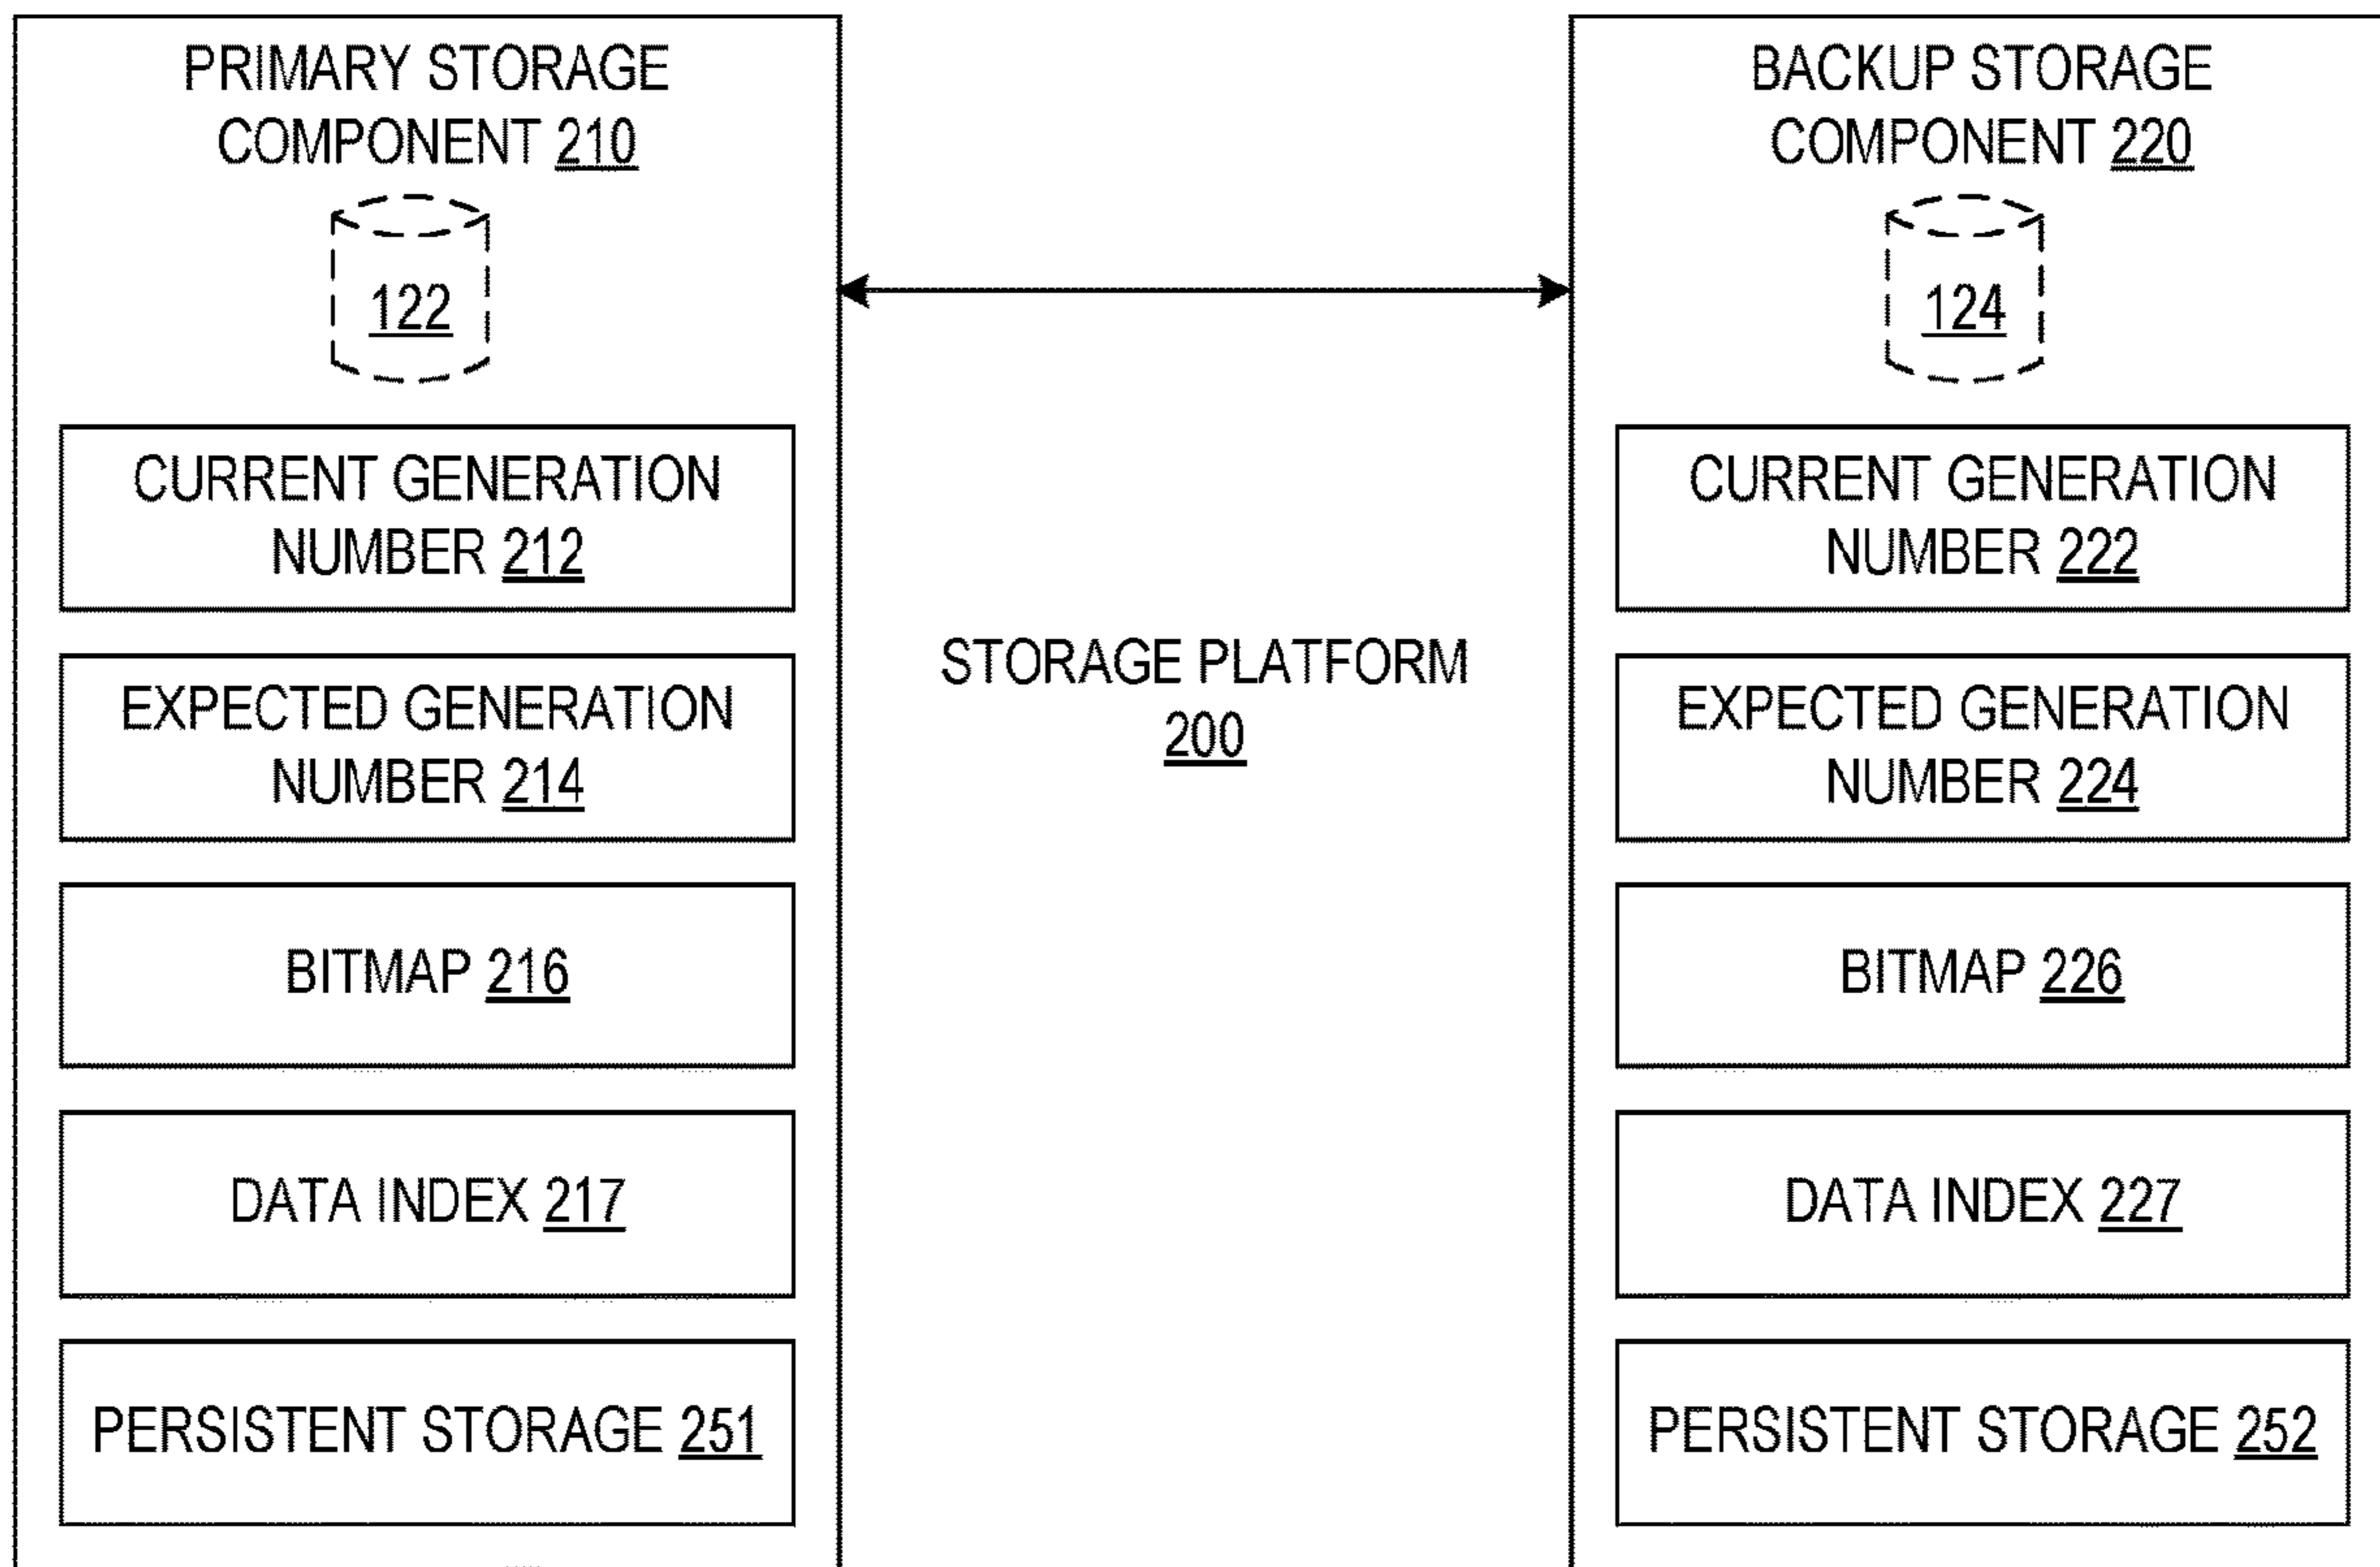 PRIMARY STORAGE
COMPONENT 210
122
CURRENT GENERATION
NUMBER 212
EXPECTED GENERATION
NUMBER 214
BITMAP 216
DATA INDEX 217
PERSISTENT STORAGE 251
STORAGE PLATFORM
200
BACKUP STORAGE
COMPONENT 220
124
CURRENT GENERATION
NUMBER 222
EXPECTED GENERATION
NUMBER 224
BITMAP 226
DATA INDEX 227
PERSISTENT STORAGE 252